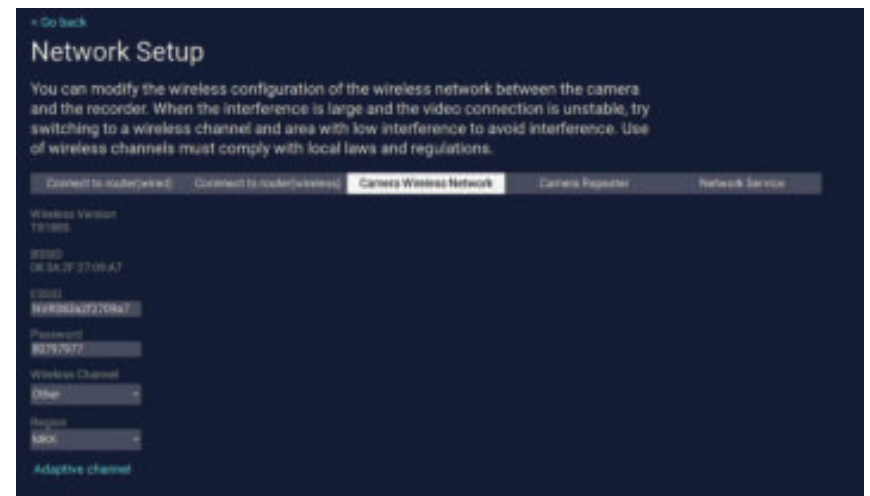 < Go back
Network Setup
You can modify the wireless configuration of the wireless network between the camera
and the recorder. When the interference is large and the video connection is unstable, try
switching to a wireless channel and area with low interference to avoid interference. Use
of wireless channels must comply with local laws and regulations.
Connect to router(wired) Connect to router(wireless) Camera Wireless Network Camera Repeater Network Service
Wireless Version
BSSID
ESSID
Password
80797977
Wireless Channel
Other
Region
MKK
Adaptive channel